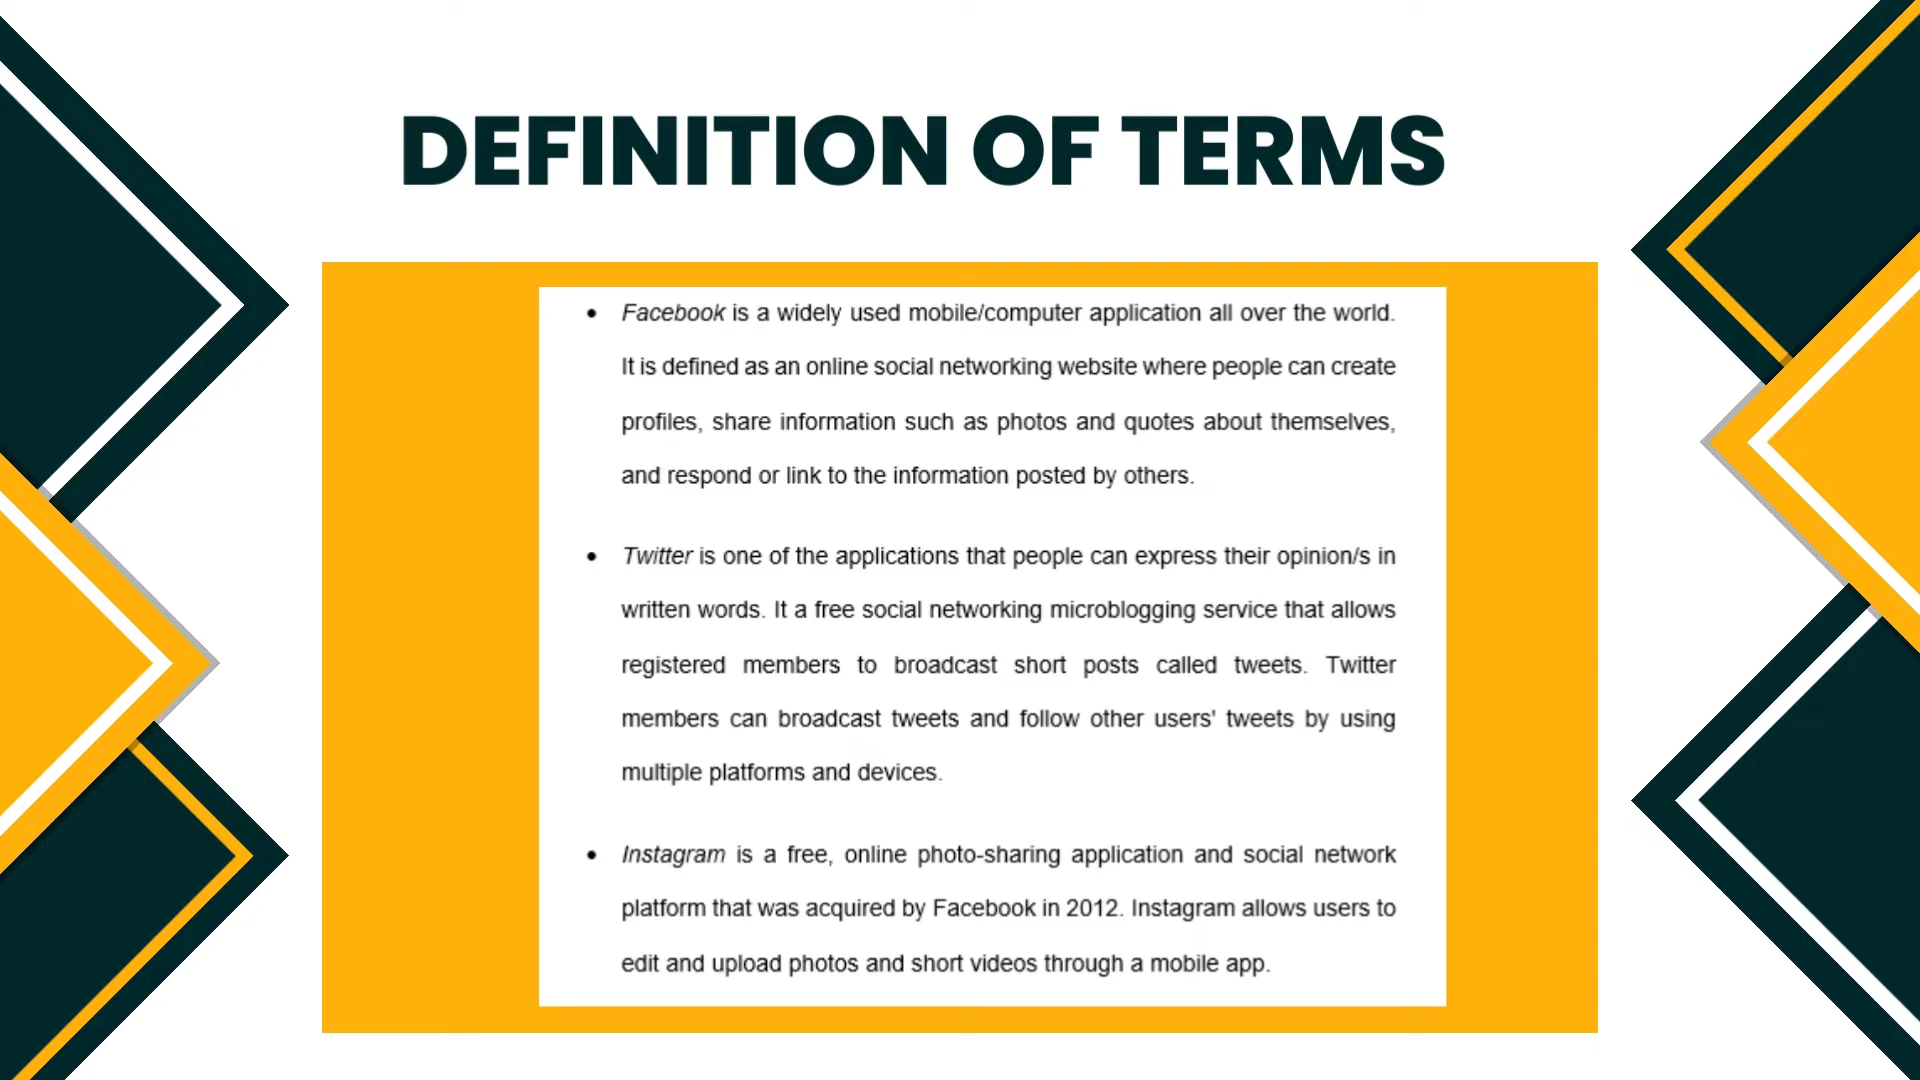 DEFINITION OF TERMS
• Facebook is a widely used mobile/computer application all over the world.
It is defined as an online social networking website where people can create
profiles, share information such as photos and quotes about themselves,
and respond or link to the information posted by others.
• Twitter is one of the applications that people can express their opinion/s in
written words. It a free social networking microblogging service that allows
registered members to broadcast short posts called tweets. Twitter
members can broadcast tweets and follow other users' tweets by using
multiple platforms and devices.
• Instagram is a free, online photo-sharing application and social network
platform that was acquired by Facebook in 2012. Instagram allows users to
edit and upload photos and short videos through a mobile app.